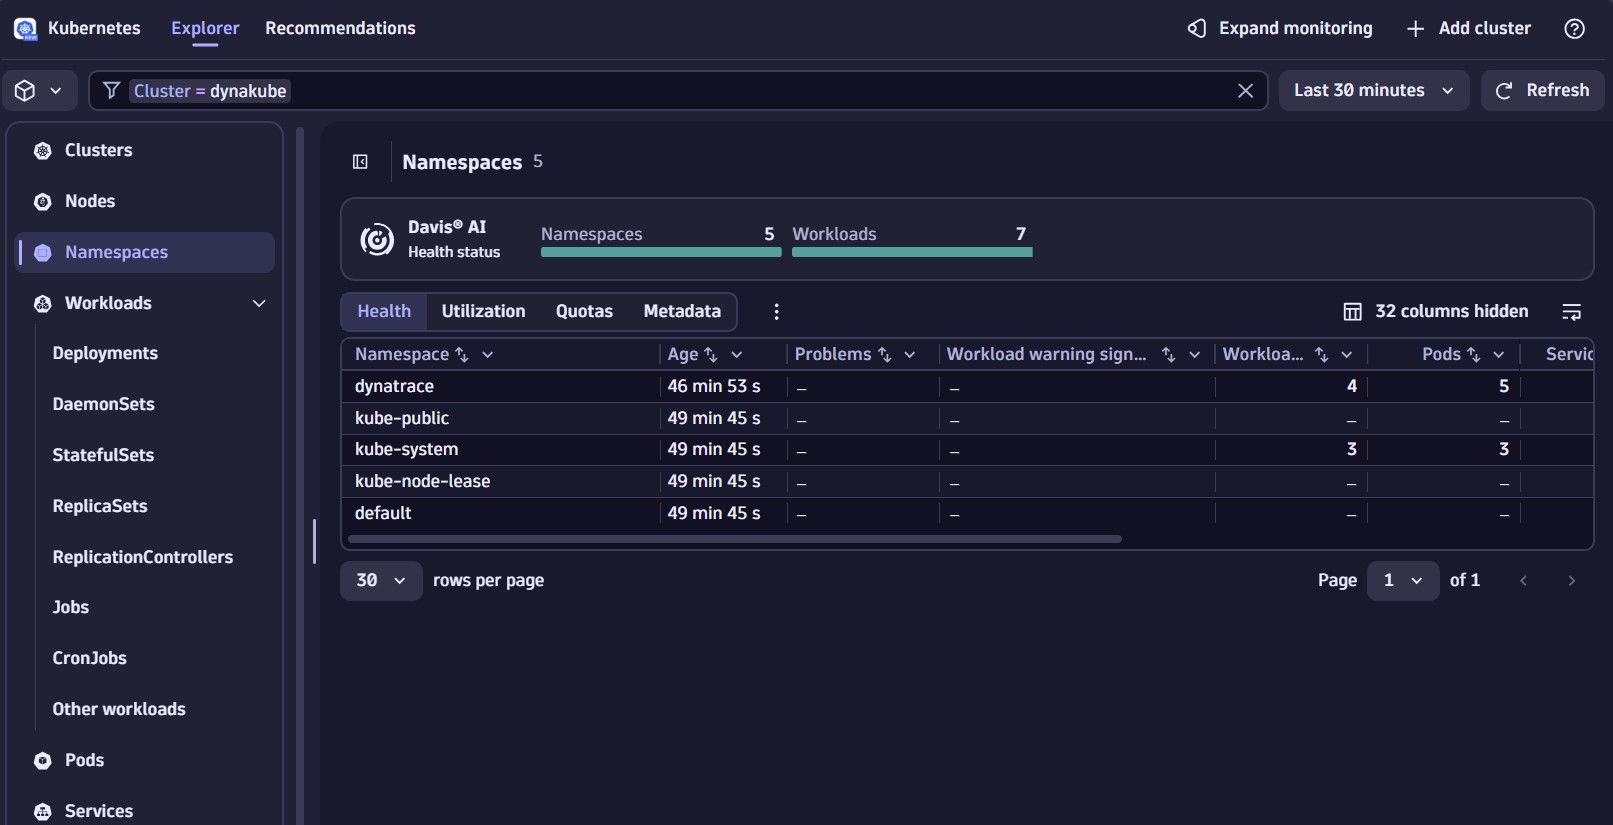 Kubernetes Explorer Recommendations Expand monitoring Add cluster
Cluster = dynakube Last 30 minutes Refresh
Clusters
Nodes
Namespaces
Workloads
Deployments
DaemonSets
StatefulSets
ReplicaSets
ReplicationControllers
Jobs
CronJobs
Other workloads
Pods
Services
Namespaces 5
Davis® AI
Health status
Namespaces 5 Workloads 7
Health Utilization Quotas Metadata 32 columns hidden
Namespace Age Problems Workload warning sign... Workloa... Pods Servic
dynatrace 46 min 53 s – – 4 5
kube-public 49 min 45 s – – – –
kube-system 49 min 45 s – – 3 3
kube-node-lease 49 min 45 s – – – –
default 49 min 45 s – – – –
30 rows per page Page 1 of 1